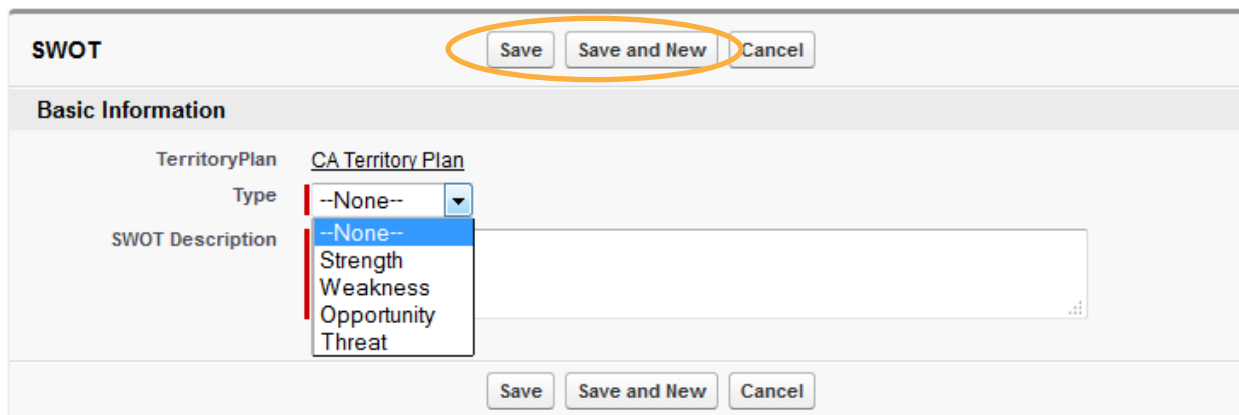 SWOT Save Save and New Cancel
Basic Information
TerritoryPlan CA Territory Plan
Type --None--
SWOT Description --None--
Strength
Weakness
Opportunity
Threat
Save Save and New Cancel